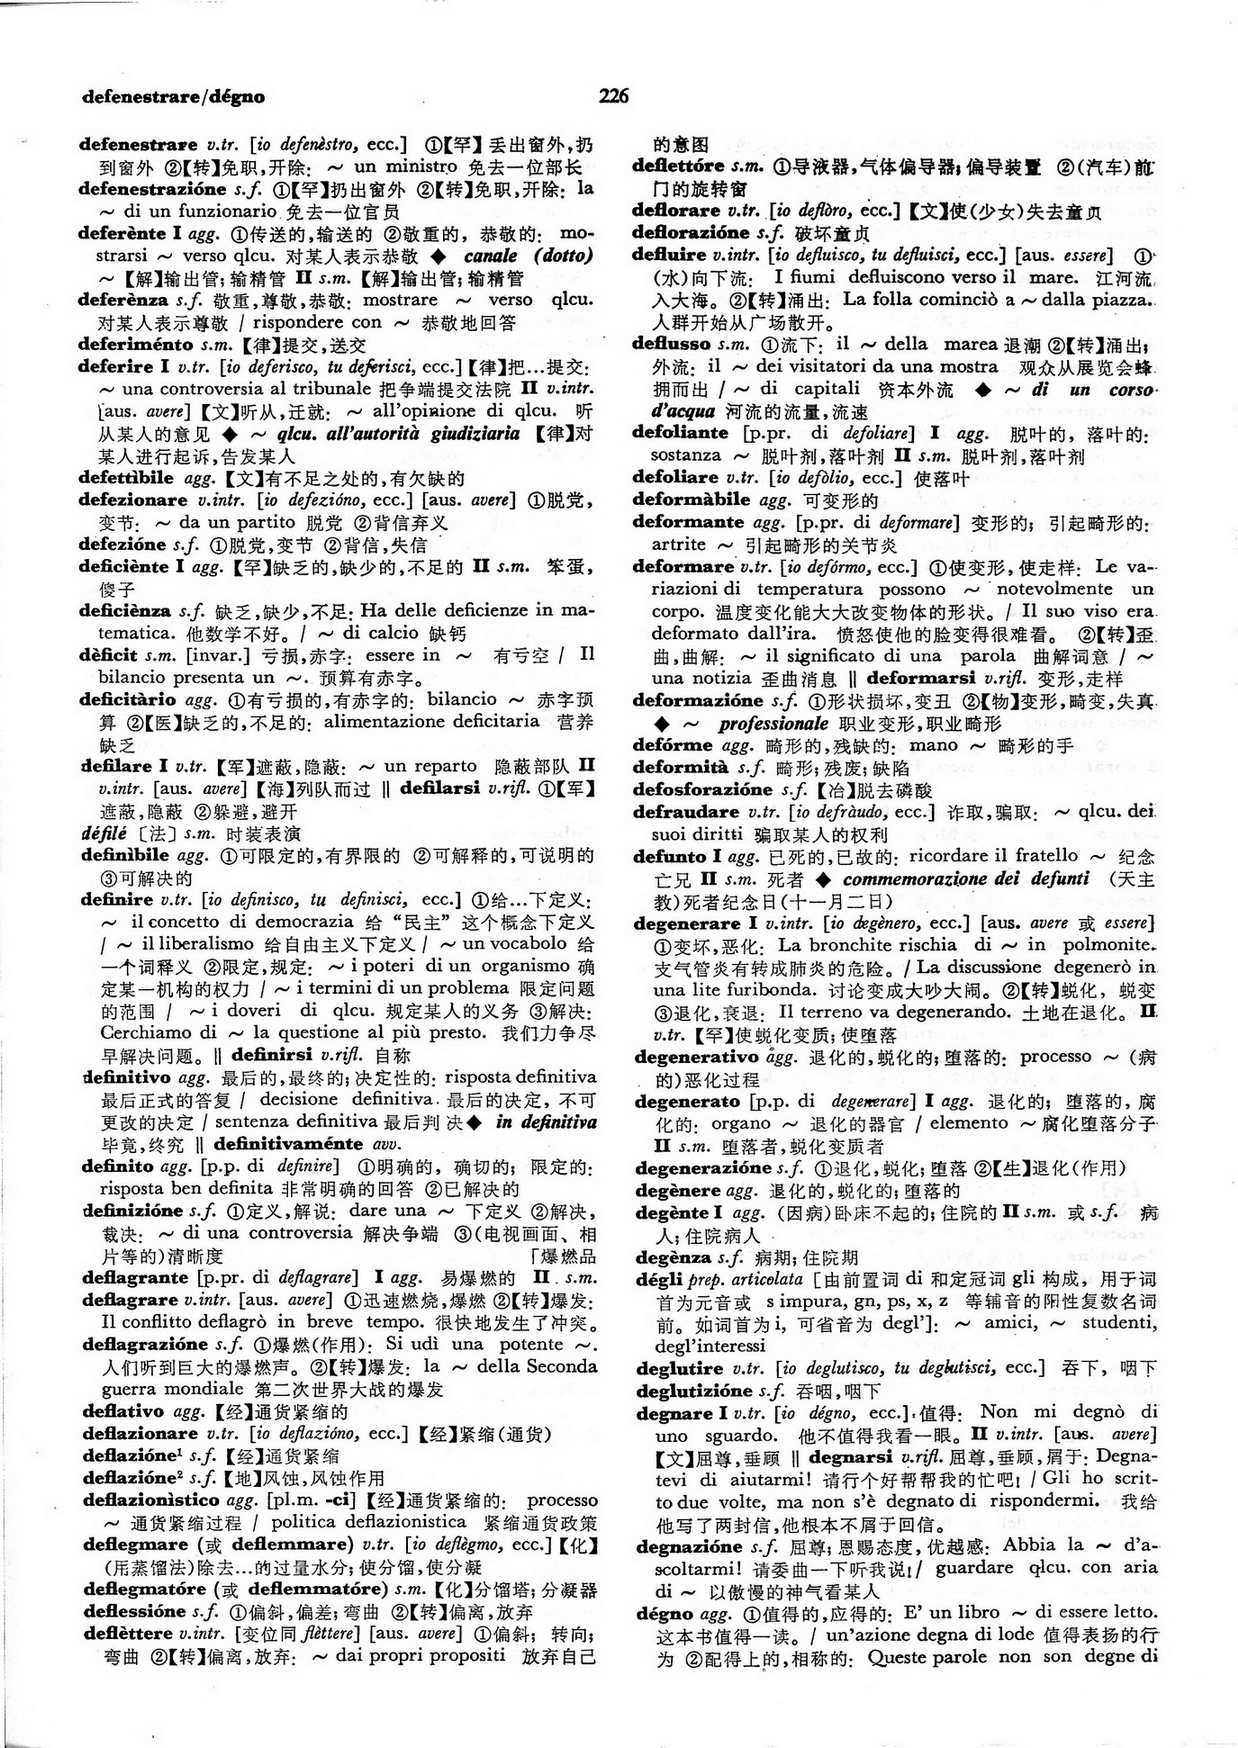 defenestrare/dégno
226
defenestrare v.tr. [io defenèstro, ecc.] ①【罕】丢出窗外,扔
到窗外 ②【转】免职,开除: ～ un ministro 免去一位部长
defenestrazióne s.f. ①【罕】扔出窗外 ②【转】免职,开除: la
～ di un funzionario 免去一位官员
deferènte I agg. ①传送的,输送的 ②敬重的, 恭敬的: mo-
strarsi ～ verso qlcu. 对某人表示恭敬 ◆ canale (dotto)
～【解】输出管;输精管 II s.m. 【解】输出管;输精管
deferènza s.f. 敬重,尊敬,恭敬: mostrare ～ verso qlcu.
对某人表示尊敬 / rispondere con ～ 恭敬地回答
deferiménto s.m. 【律】提交,送交
deferire I v.tr. [io deferisco, tu deferisci, ecc.]【律】把…提交:
～ una controversia al tribunale 把争端提交法院 II v.intr.
[aus. avere]【文】听从,迁就: ～ all'opinione di qlcu. 听
从某人的意见 ◆ ～ qlcu. all'autorità giudiziaria 【律】对
某人进行起诉,告发某人
defettìbile agg. 【文】有不足之处的,有欠缺的
defezionare v.intr. [io defezióno, ecc.] [aus. avere] ①脱党,
变节: ～ da un partito 脱党 ②背信弃义
defezióne s.f. ①脱党,变节 ②背信,失信
deficiènte I agg. 【罕】缺乏的,缺少的,不足的 II s.m. 笨蛋,
傻子
deficiènza s.f. 缺乏,缺少,不足: Ha delle deficienze in ma-
tematica. 他数学不好。/ ～ di calcio 缺钙
dèficit s.m. [invar.] 亏损,赤字: essere in ～ 有亏空 / Il
bilancio presenta un ～. 预算有赤字。
deficitàrio agg. ①有亏损的,有赤字的: bilancio ～ 赤字预
算 ②【医】缺乏的,不足的: alimentazione deficitaria 营养
缺乏
defilare I v.tr. 【军】遮蔽,隐蔽: ～ un reparto 隐蔽部队 II
v.intr. [aus. avere]【海】列队而过 ‖ defilarsi v.rifl. ①【军】
遮蔽,隐蔽 ②躲避,避开
défilé 〔法〕 s.m. 时装表演
definìbile agg. ①可限定的,有界限的 ②可解释的,可说明的
③可解决的
definire v.tr. [io definisco, tu definisci, ecc.] ①给…下定义:
～ il concetto di democrazia 给“民主”这个概念下定义
/ ～ il liberalismo 给自由主义下定义 / ～ un vocabolo 给
一个词释义 ②限定,规定: ～ i poteri di un organismo 确
定某一机构的权力 / ～ i termini di un problema 限定问题
的范围 / ～ i doveri di qlcu. 规定某人的义务 ③解决:
Cerchiamo di ～ la questione al più presto. 我们力争尽
早解决问题。‖ definirsi v.rifl. 自称
definitivo agg. 最后的,最终的;决定性的: risposta definitiva
最后正式的答复 / decisione definitiva 最后的决定, 不可
更改的决定 / sentenza definitiva 最后判决◆ in definitiva
毕竟,终究 ‖ definitivaménte avv.
definito agg. [p.p. di definire] ①明确的, 确切的; 限定的:
risposta ben definita 非常明确的回答 ②已解决的
definizióne s.f. ①定义,解说: dare una ～ 下定义 ②解决,
裁决: ～ di una controversia 解决争端 ③(电视画面、相
片等的)清晰度 「爆燃品
deflagrante [p.pr. di deflagrare] I agg. 易爆燃的 II s.m.
deflagrare v.intr. [aus. avere] ①迅速燃烧,爆燃 ②【转】爆发:
Il conflitto deflagrò in breve tempo. 很快地发生了冲突。
deflagrazióne s.f. ①爆燃(作用): Si udì una potente ～.
人们听到巨大的爆燃声。②【转】爆发: la ～ della Seconda
guerra mondiale 第二次世界大战的爆发
deflativo agg. 【经】通货紧缩的
deflazionare v.tr. [io deflazióno, ecc.] 【经】紧缩(通货)
deflazióne¹ s.f. 【经】通货紧缩
deflazióne² s.f. 【地】风蚀,风蚀作用
deflazionìstico agg. [pl.m. -ci]【经】通货紧缩的: processo
～ 通货紧缩过程 / politica deflazionistica 紧缩通货政策
deflegmare (或 deflemmare) v.tr. [io deflègmo, ecc.]【化】
(用蒸馏法)除去…的过量水分;使分馏,使分凝
deflegmatóre (或 deflemmatóre) s.m. 【化】分馏塔;分凝器
deflessióne s.f. ①偏斜,偏差;弯曲 ②【转】偏离,放弃
deflèttere v.intr. [变位同 flèttere] [aus. avere] ①偏斜; 转向;
弯曲 ②【转】偏离,放弃: ～ dai propri propositi 放弃自己
的意图
deflettóre s.m. ①导液器,气体偏导器;偏导装置 ②(汽车)前
门的旋转窗
deflorare v.tr. [io deflòro, ecc.]【文】使(少女)失去童贞
deflorazióne s.f. 破坏童贞
defluire v.intr. [io defluisco, tu defluisci, ecc.] [aus. essere] ①
(水)向下流: I fiumi defluiscono verso il mare. 江河流
入大海。②【转】涌出: La folla cominciò a ～ dalla piazza.
人群开始从广场散开。
deflusso s.m. ①流下: il ～ della marea 退潮 ②【转】涌出;
外流: il ～ dei visitatori da una mostra 观众从展览会蜂
拥而出 / ～ di capitali 资本外流 ◆ ～ di un corso
d'acqua 河流的流量,流速
defoliante [p.pr. di defoliare] I agg. 脱叶的, 落叶的:
sostanza ～ 脱叶剂,落叶剂 II s.m. 脱叶剂,落叶剂
defoliare v.tr. [io defòlio, ecc.] 使落叶
deformàbile agg. 可变形的
deformante agg. [p.pr. di deformare] 变形的; 引起畸形的:
artrite ～ 引起畸形的关节炎
deformare v.tr. [io defórmo, ecc.] ①使变形,使走样: Le va-
riazioni di temperatura possono ～ notevolmente un
corpo. 温度变化能大大改变物体的形状。/ Il suo viso era
deformato dall'ira. 愤怒使他的脸变得很难看。 ②【转】歪
曲,曲解: ～ il significato di una parola 曲解词意 / ～
una notizia 歪曲消息 ‖ deformarsi v.rifl. 变形,走样
deformazióne s.f. ①形状损坏,变丑 ②【物】变形,畸变,失真
◆ ～ professionale 职业变形,职业畸形
defórme agg. 畸形的,残缺的: mano ～ 畸形的手
deformità s.f. 畸形;残废;缺陷
defosforazióne s.f. 【冶】脱去磷酸
defraudare v.tr. [io defràudo, ecc.] 诈取,骗取: ～ qlcu. dei
suoi diritti 骗取某人的权利
defunto I agg. 已死的,已故的: ricordare il fratello ～ 纪念
亡兄 II s.m. 死者 ◆ commemorazione dei defunti (天主
教)死者纪念日(十一月二日)
degenerare I v.intr. [io degènero, ecc.] [aus. avere 或 essere]
①变坏,恶化: La bronchite rischia di ～ in polmonite.
支气管炎有转成肺炎的危险。/ La discussione degenerò in
una lite furibonda. 讨论变成大吵大闹。②【转】蜕化, 蜕变
③退化,衰退: Il terreno va degenerando. 土地在退化。 II
v.tr. 【罕】使蜕化变质;使堕落
degenerativo agg. 退化的,蜕化的;堕落的: processo ～ (病
的)恶化过程
degenerato [p.p. di degenerare] I agg. 退化的; 堕落的, 腐
化的: organo ～ 退化的器官 / elemento ～腐化堕落分子
II s.m. 堕落者,蜕化变质者
degenerazióne s.f. ①退化,蜕化;堕落 ②【生】退化(作用)
degènere agg. 退化的,蜕化的;堕落的
degènte I agg. (因病)卧床不起的;住院的 II s.m. 或 s.f. 病
人;住院病人
degènza s.f. 病期;住院期
dégli prep. articolata [由前置词 di 和定冠词 gli 构成, 用于词
首为元音或 s impura, gn, ps, x, z 等辅音的阳性复数名词
前。如词首为 i, 可省音为 degl']: ～ amici, ～ studenti,
degl'interessi
deglutire v.tr. [io deglutisco, tu deglutisci, ecc.] 吞下, 咽下
deglutizióne s.f. 吞咽,咽下
degnare I v.tr. [io dégno, ecc.] 值得: Non mi degnò di
uno sguardo. 他不值得我看一眼。 II v.intr. [aus. avere]
【文】屈尊,垂顾 ‖ degnarsi v.rifl. 屈尊,垂顾,屑于: Degna-
tevi di aiutarmi! 请行个好帮帮我的忙吧! / Gli ho scrit-
to due volte, ma non s'è degnato di rispondermi. 我给
他写了两封信,他根本不屑于回信。
degnazióne s.f. 屈尊;恩赐态度,优越感: Abbia la ～ d'a-
scoltarmi! 请委曲一下听我说!/ guardare qlcu. con aria
di ～ 以傲慢的神气看某人
dégno agg. ①值得的,应得的: E' un libro ～ di essere letto.
这本书值得一读。/ un'azione degna di lode 值得表扬的行
为 ②配得上的,相称的: Queste parole non son degne di